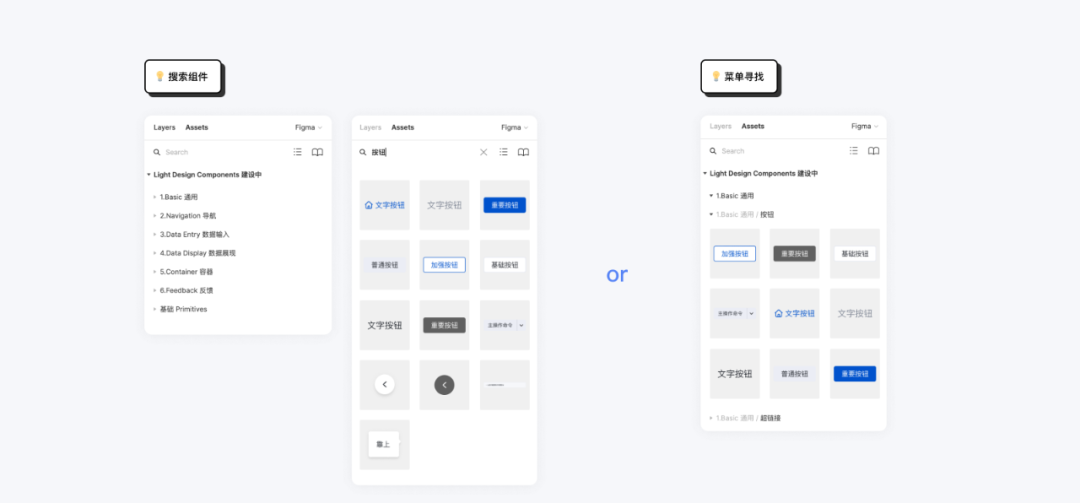 搜索组件
Layers Assets Figma
Search
Light Design Components 建设中
1.Basic 通用
2.Navigation 导航
3.Data Entry 数据输入
4.Data Display 数据展现
5.Container 容器
6.Feedback 反馈
基础 Primitives
Layers Assets Figma
按钮
文字按钮 文字按钮 重要按钮
普通按钮 加强按钮 基础按钮
文字按钮 重要按钮 主操作命令
靠上
or
菜单寻找
Layers Assets Figma
Search
Light Design Components 建设中
1.Basic 通用
1.Basic 通用 / 按钮
加强按钮 重要按钮 基础按钮
主操作命令 文字按钮 文字按钮
文字按钮 普通按钮 重要按钮
1.Basic 通用 / 超链接